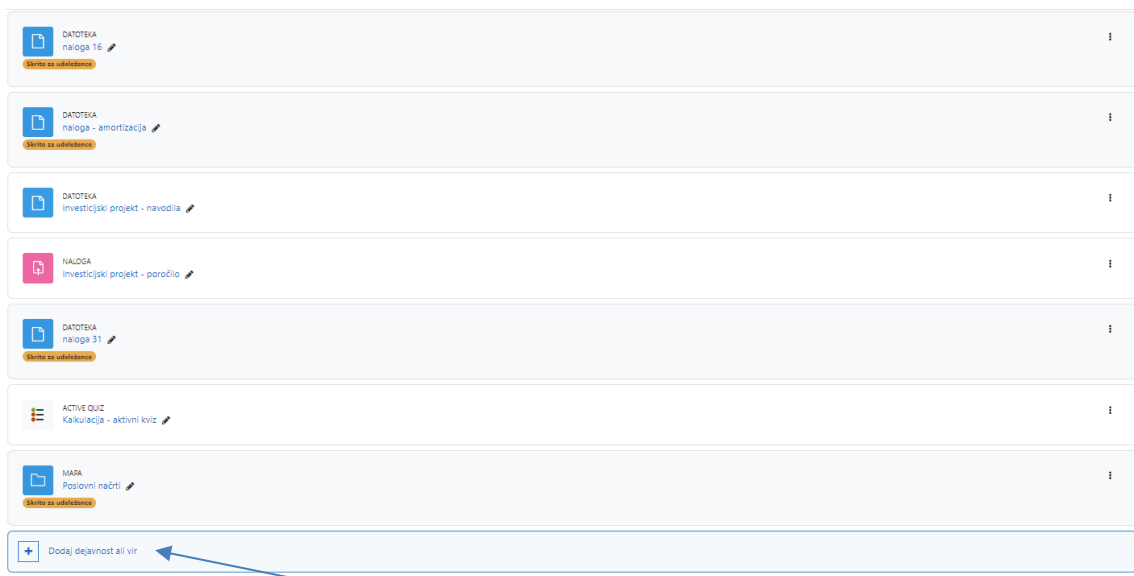 DATOTEKA
naloga 16
Skrito za udeležence
DATOTEKA
naloga - amortizacija
Skrito za udeležence
DATOTEKA
Investicijski projekt - navodila
NALOGA
Investicijski projekt - poročilo
DATOTEKA
naloga 31
Skrito za udeležence
ACTIVE QUIZ
Kalkulacija - aktivni kviz
MAPA
Poslovni načrti
Skrito za udeležence
Dodaj dejavnost ali vir